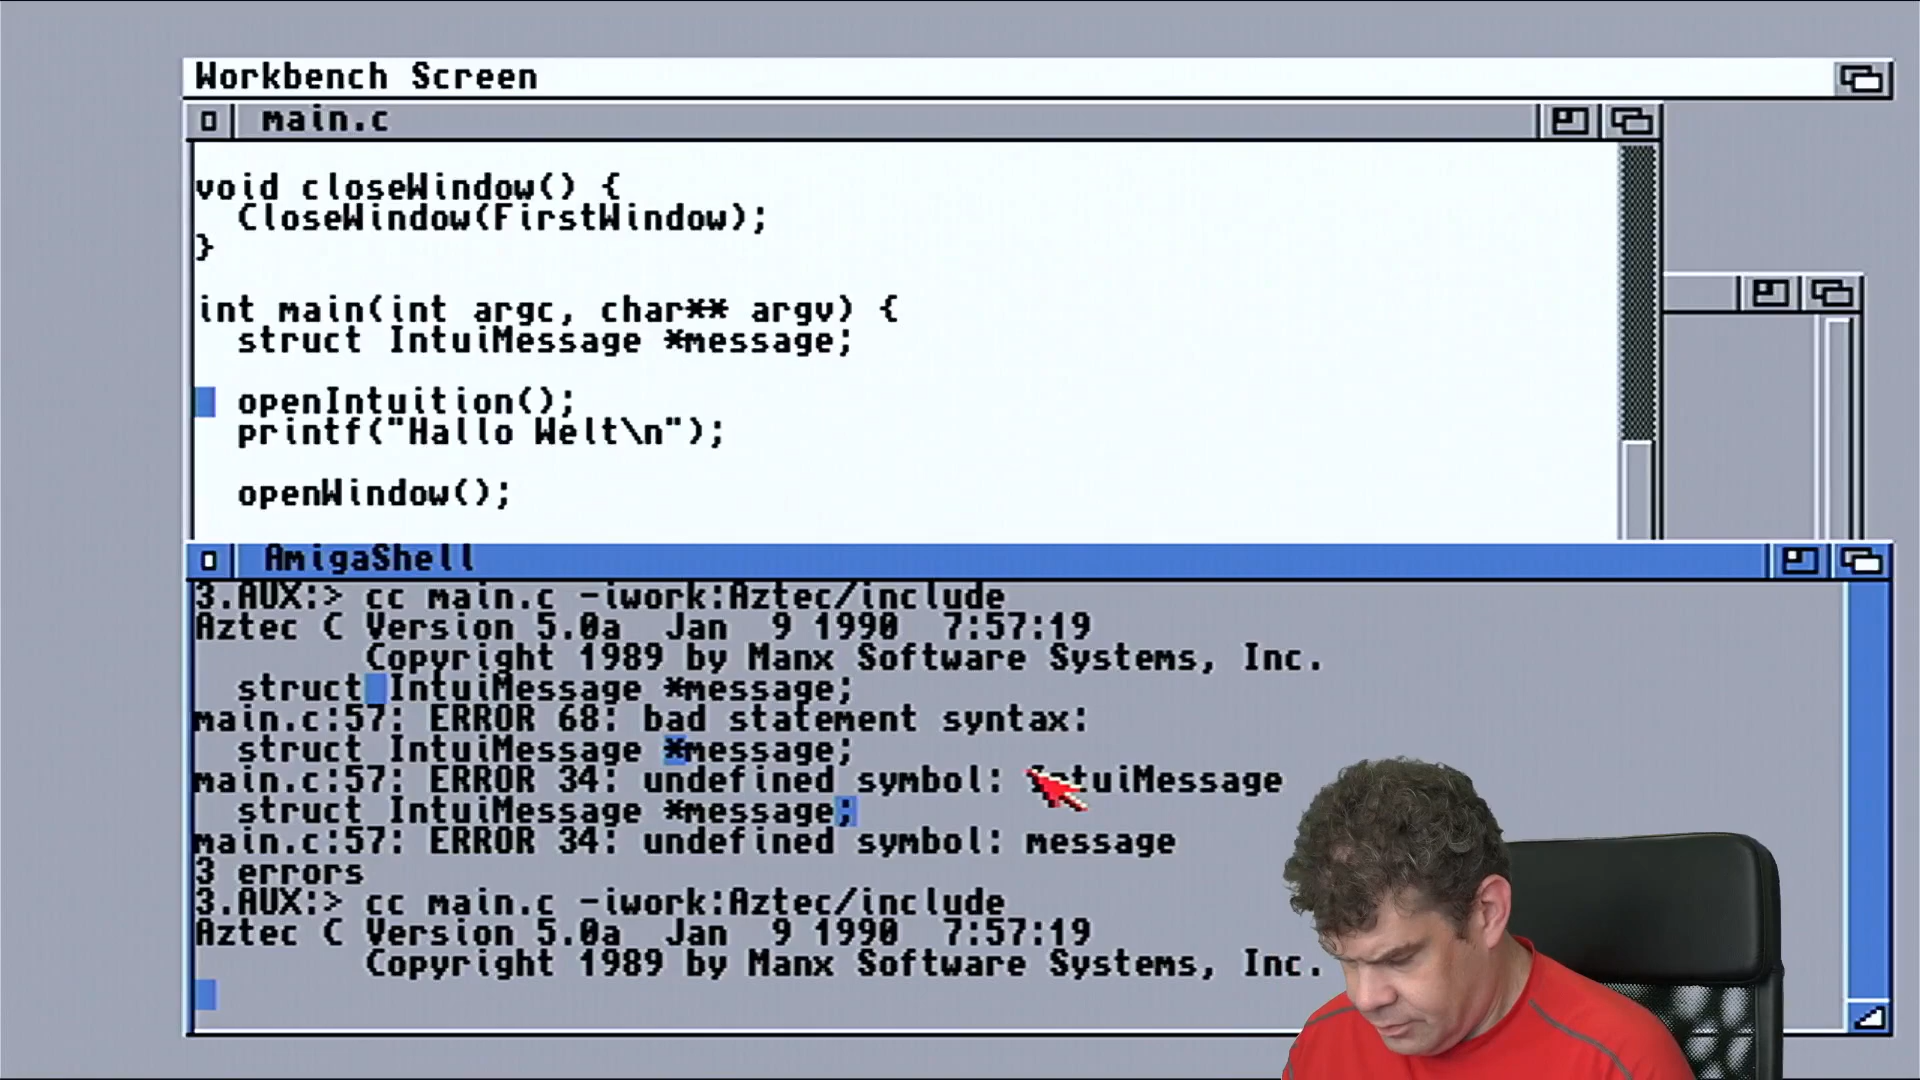 Workbench Screen
main.c
void closeWindow() {
CloseWindow(FirstWindow);
}
int main(int argc, char** argv) {
struct IntuiMessage *message;
openIntuition();
printf("Hallo Welt\n");
openWindow();
AmigaShell
3.AUX:> cc main.c -iwork:Aztec/include
Aztec C Version 5.0a  Jan  9 1990  7:57:19
Copyright 1989 by Manx Software Systems, Inc.
struct IntuiMessage *message;
main.c:57: ERROR 68: bad statement syntax:
struct IntuiMessage *message;
main.c:57: ERROR 34: undefined symbol: IntuiMessage
struct IntuiMessage *message;
main.c:57: ERROR 34: undefined symbol: message
3 errors
3.AUX:> cc main.c -iwork:Aztec/include
Aztec C Version 5.0a  Jan  9 1990  7:57:19
Copyright 1989 by Manx Software Systems, Inc.